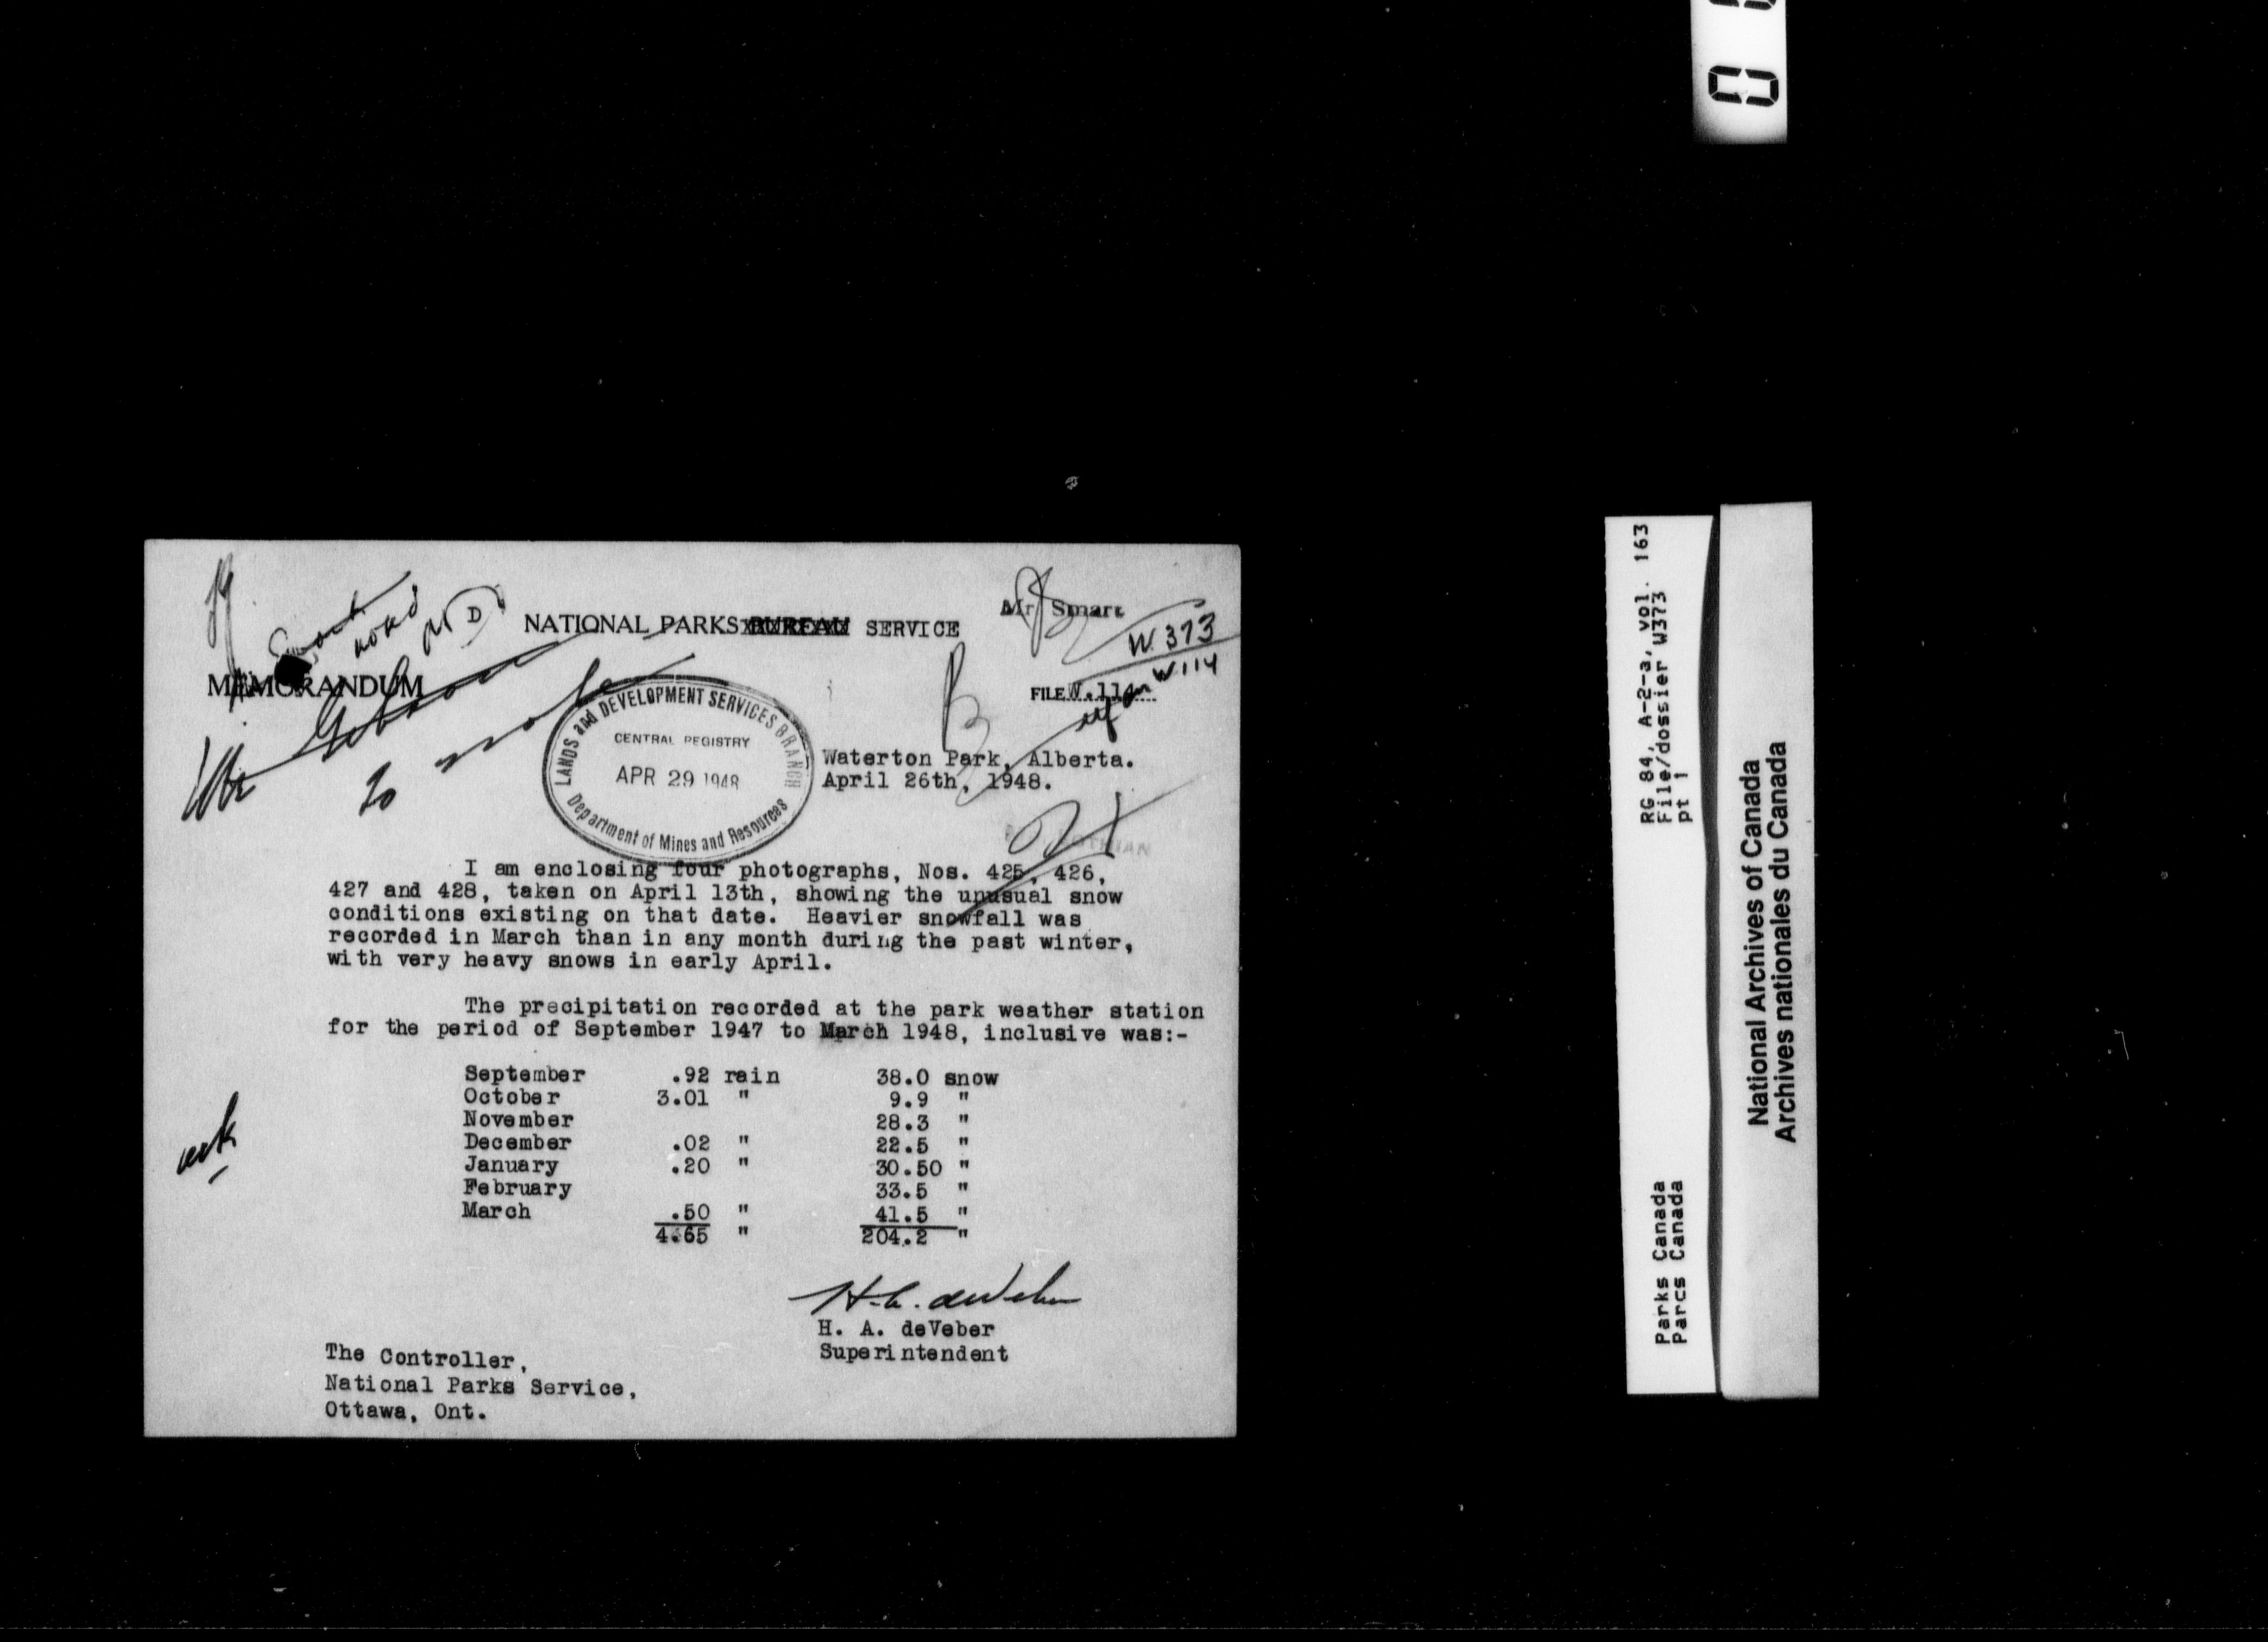 NATIONAL PARKS BUREAU SERVICE
Mr. Smart
W 373
W114
MEMORANDUM
FILE W.114
Mr Gibson
to note
LANDS and DEVELOPMENT SERVICES BRANCH
CENTRAL REGISTRY
APR 29 1948
Department of Mines and Resources
Waterton Park, Alberta.
April 26th, 1948.
I am enclosing four photographs, Nos. 425, 426,
427 and 428, taken on April 13th, showing the unusual snow
conditions existing on that date. Heavier snowfall was
recorded in March than in any month during the past winter,
with very heavy snows in early April.
The precipitation recorded at the park weather station
for the period of September 1947 to March 1948, inclusive was:-
September .92 rain 38.0 snow
October 3.01 " 9.9 "
November 28.3 "
December .02 " 22.5 "
January .20 " 30.50 "
February 33.5 "
March .50 " 41.5 "
4.65 " 204.2 "
H. A. deVeber
H. A. deVeber
Superintendent
The Controller,
National Parks Service,
Ottawa, Ont.
RG 84, A-2-a, vol. 163
File/dossier W373
pt 1
Parks Canada
Parcs Canada
National Archives of Canada
Archives nationales du Canada